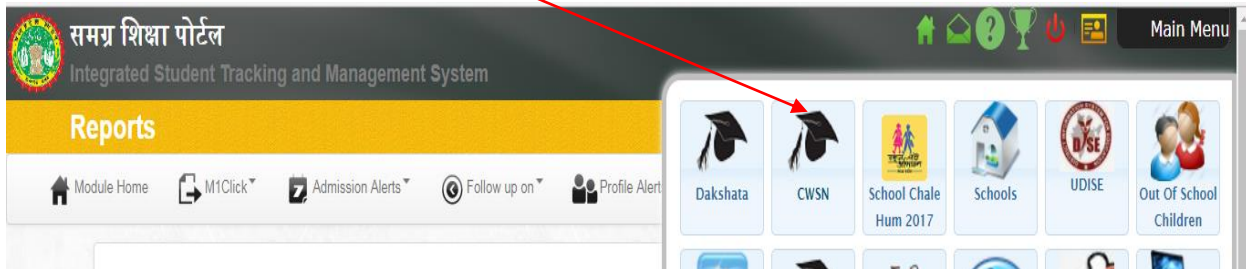 समग्र शिक्षा पोर्टल
Integrated Student Tracking and Management System
Main Menu
Reports
Module Home
M1Click
Admission Alerts
Follow up on
Profile Alert
Dakshata
CWSN
School Chale
Hum 2017
Schools
UDISE
Out Of School
Children